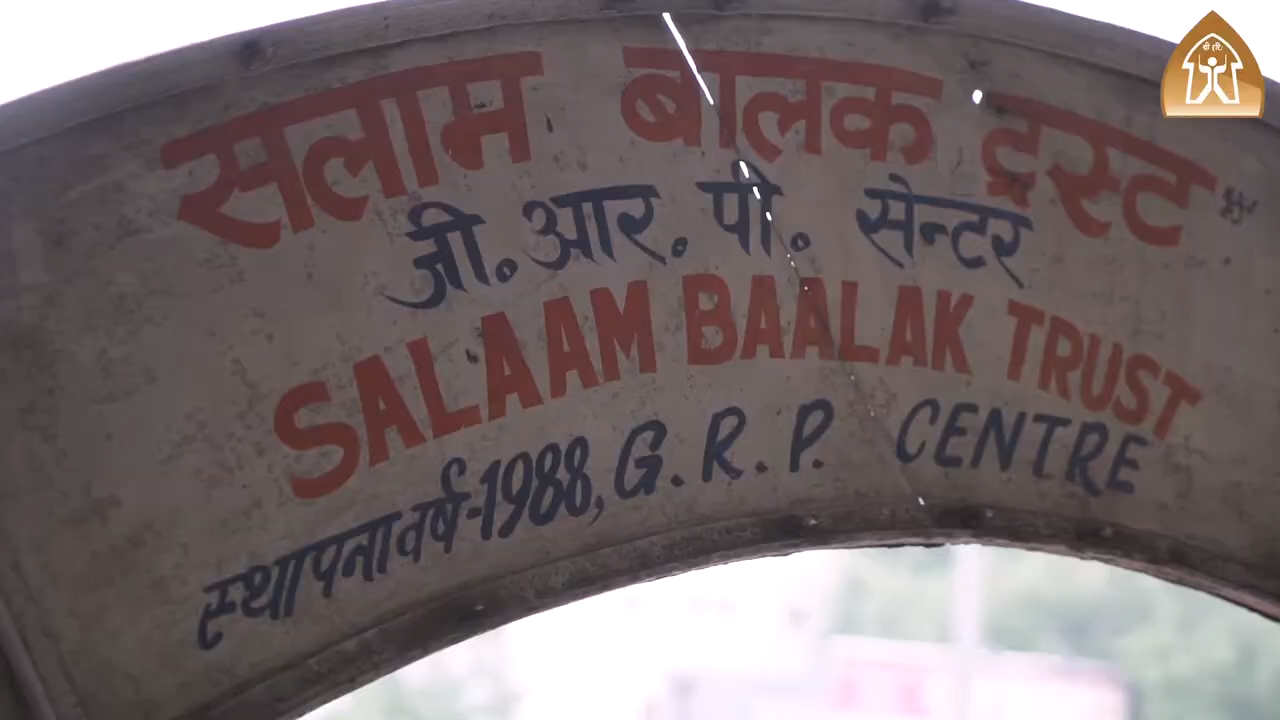 सलाम बालक ट्रस्ट
जी. आर. पी. सेन्टर
SALAAM BAALAK TRUST
स्थापना वर्ष-1988, G. R. P. CENTRE